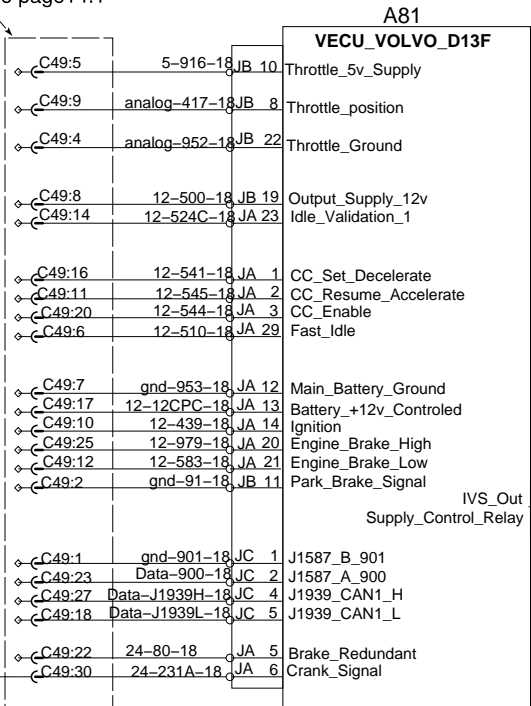 A81
VECU_VOLVO_D13F
C49:5 5–916–18 JB 10 Throttle_5v_Supply
C49:9 analog–417–18 JB 8 Throttle_position
C49:4 analog–952–18 JB 22 Throttle_Ground
C49:8 12–500–18 JB 19 Output_Supply_12v
C49:14 12–524C–18 JA 23 Idle_Validation_1
C49:16 12–541–18 JA 1 CC_Set_Decelerate
C49:11 12–545–18 JA 2 CC_Resume_Accelerate
C49:20 12–544–18 JA 3 CC_Enable
C49:6 12–510–18 JA 29 Fast_Idle
C49:7 gnd–953–18 JA 12 Main_Battery_Ground
C49:17 12–12CPC–18 JA 13 Battery_+12v_Controled
C49:10 12–439–18 JA 14 Ignition
C49:25 12–979–18 JA 20 Engine_Brake_High
C49:12 12–583–18 JA 21 Engine_Brake_Low
C49:2 gnd–91–18 JB 11 Park_Brake_Signal
IVS_Out
Supply_Control_Relay
C49:1 gnd–901–18 JC 1 J1587_B_901
C49:23 Data–900–18 JC 2 J1587_A_900
C49:27 Data–J1939H–18 JC 4 J1939_CAN1_H
C49:18 Data–J1939L–18 JC 5 J1939_CAN1_L
C49:22 24–80–18 JA 5 Brake_Redundant
C49:30 24–231A–18 JA 6 Crank_Signal